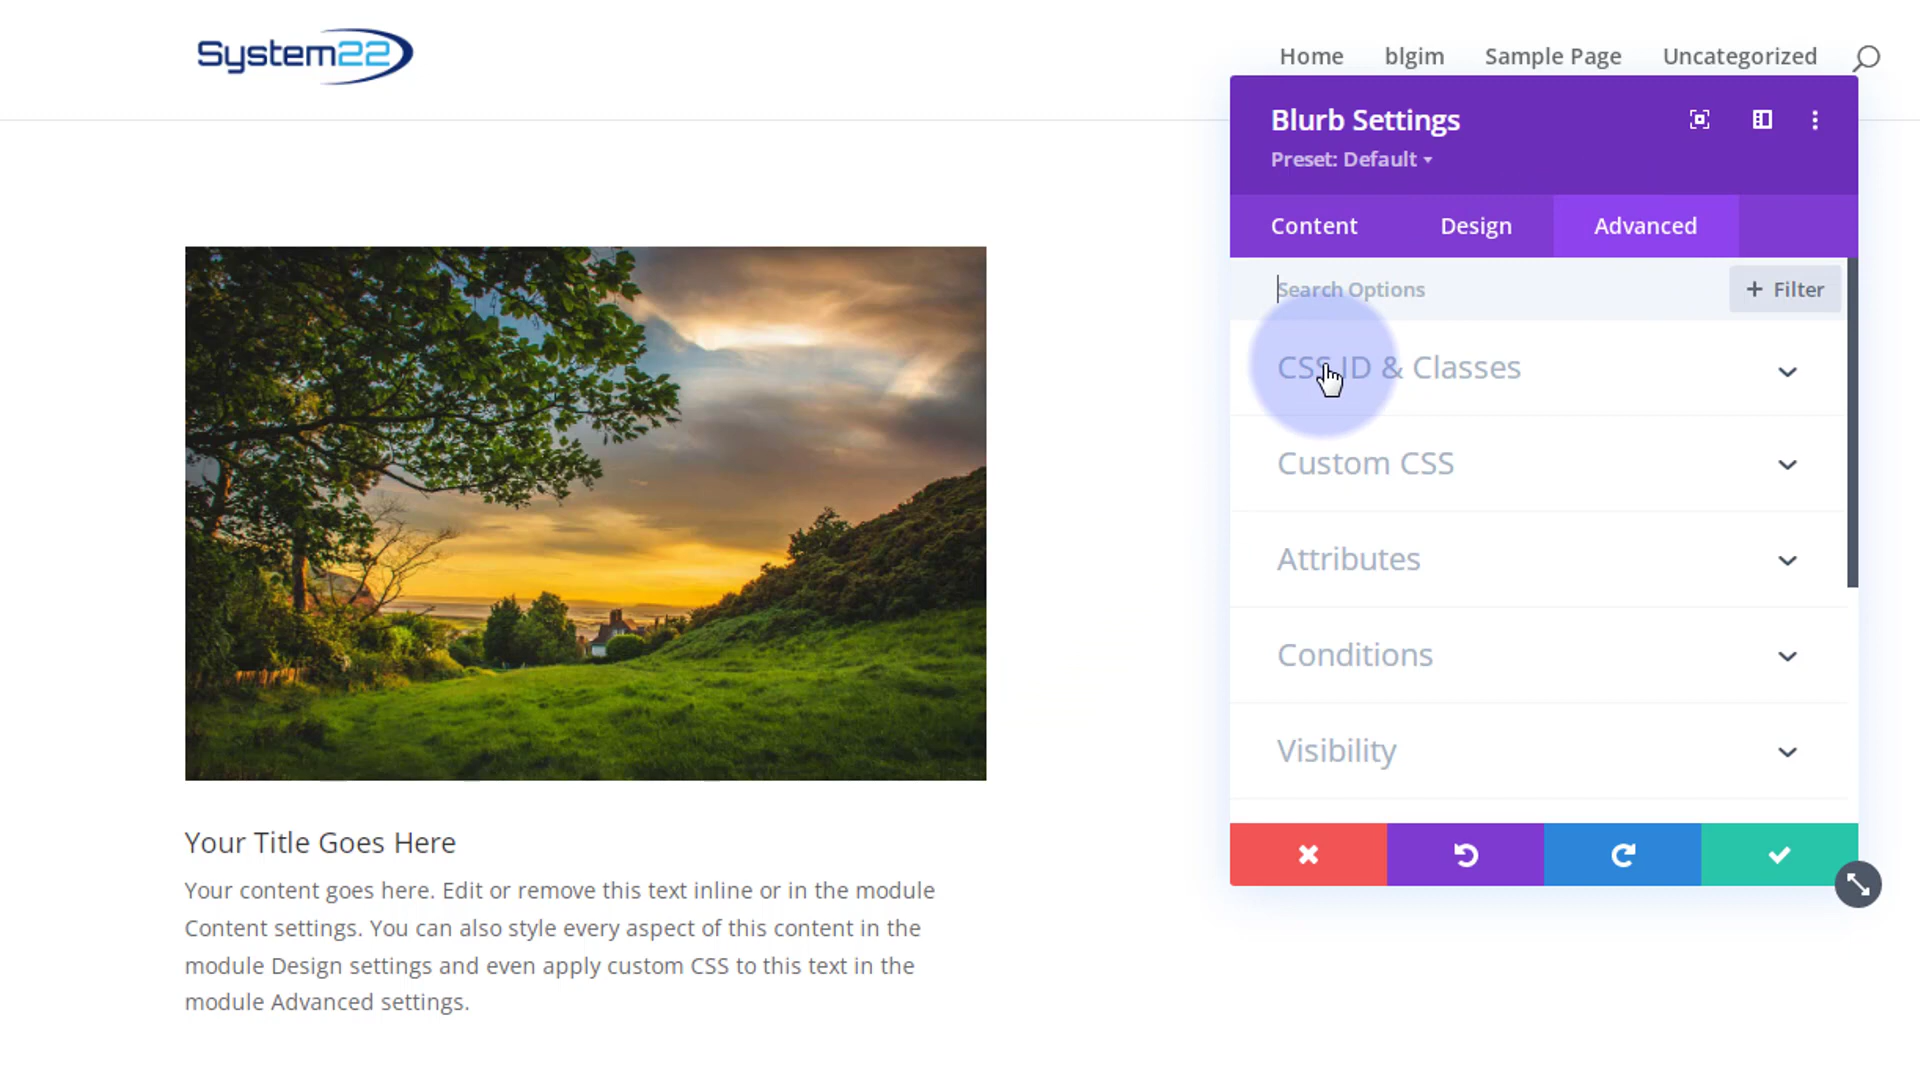 System22
Home blgim Sample Page Uncategorized
Blurb Settings
Preset: Default
Content Design Advanced
Search Options
+ Filter
CSS ID & Classes
Custom CSS
Attributes
Conditions
Visibility
Your Title Goes Here
Your content goes here. Edit or remove this text inline or in the module
Content settings. You can also style every aspect of this content in the
module Design settings and even apply custom CSS to this text in the
module Advanced settings.